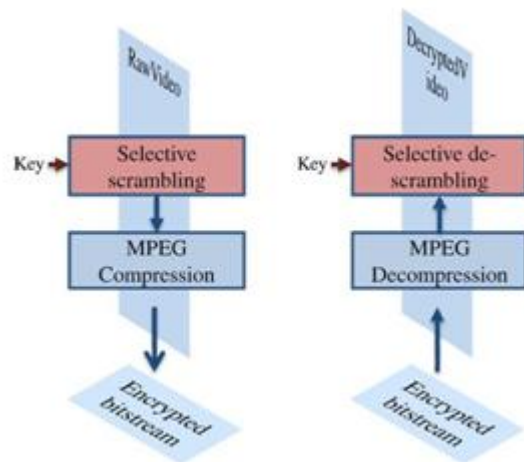 RawVideo
Key
Selective
scrambling
MPEG
Compression
Encrypted
bitstream
DecryptedV
ideo
Key
Selective de-
scrambling
MPEG
Decompression
Encrypted
bitstream